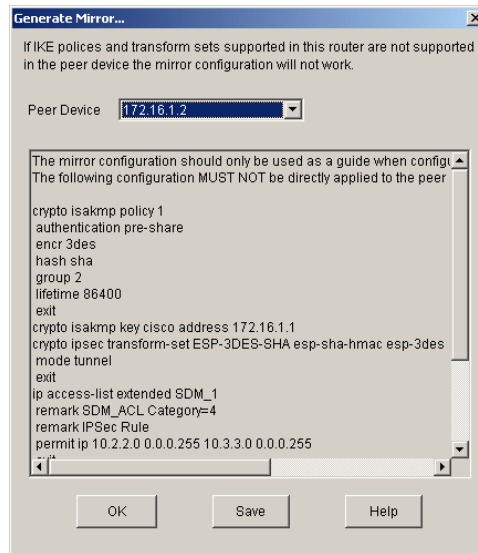 Generate Mirror...
If IKE polices and transform sets supported in this router are not supported
in the peer device the mirror configuration will not work.
Peer Device 172.16.1.2
The mirror configuration should only be used as a guide when
The following configuration MUST NOT be directly applied to the peer
crypto isakmp policy 1
authentication pre-share
encr 3des
hash sha
group 2
lifetime 86400
exit
crypto isakmp key cisco address 172.16.1.1
crypto ipsec transform-set ESP-3DES-SHA esp-sha-hmac esp-3des
mode tunnel
exit
ip access-list extended SDM_1
remark SDM_ACL Category=4
remark IPSec Rule
permit ip 10.2.2.0 0.0.0.255 10.3.3.0 0.0.0.255
OK Save Help